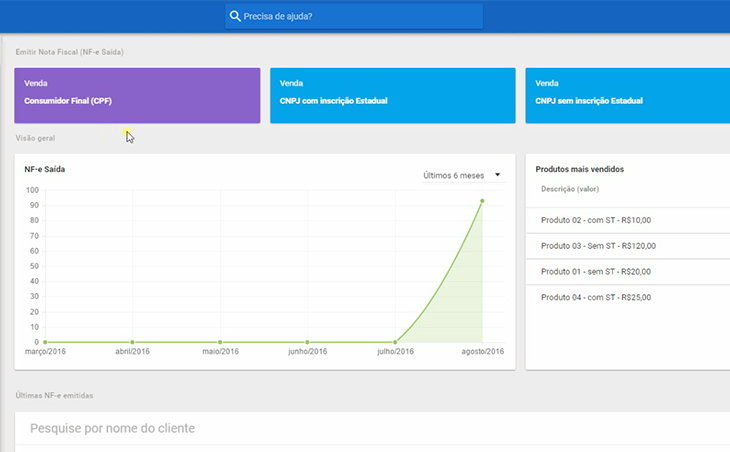 Precisa de ajuda?
Emitir Nota Fiscal (NF-e Saída)
Venda
Consumidor Final (CPF)
Venda
CNPJ com inscrição Estadual
Venda
CNPJ sem inscrição Estadual
Visão geral
NF-e Saída
Últimos 6 meses
100
90
80
70
60
50
40
30
20
10
0
março/2016
abril/2016
maio/2016
junho/2016
julho/2016
agosto/2016
Produtos mais vendidos
Descrição (valor)
Produto 02 - com ST - R$10,00
Produto 03 - Sem ST - R$120,00
Produto 01 - sem ST - R$20,00
Produto 04 - com ST - R$25,00
Últimas NF-e emitidas
Pesquise por nome do cliente